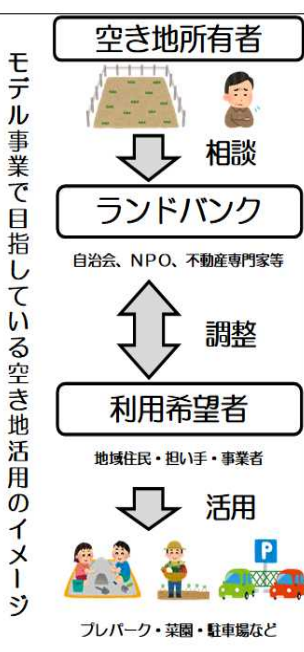 モデル事業で目指している空き地活用のイメージ
空き地所有者
相談
ランドバンク
自治会、NPO、不動産専門家等
調整
利用希望者
地域住民・担い手・事業者
活用
P
プレパーク・菜園・駐車場など